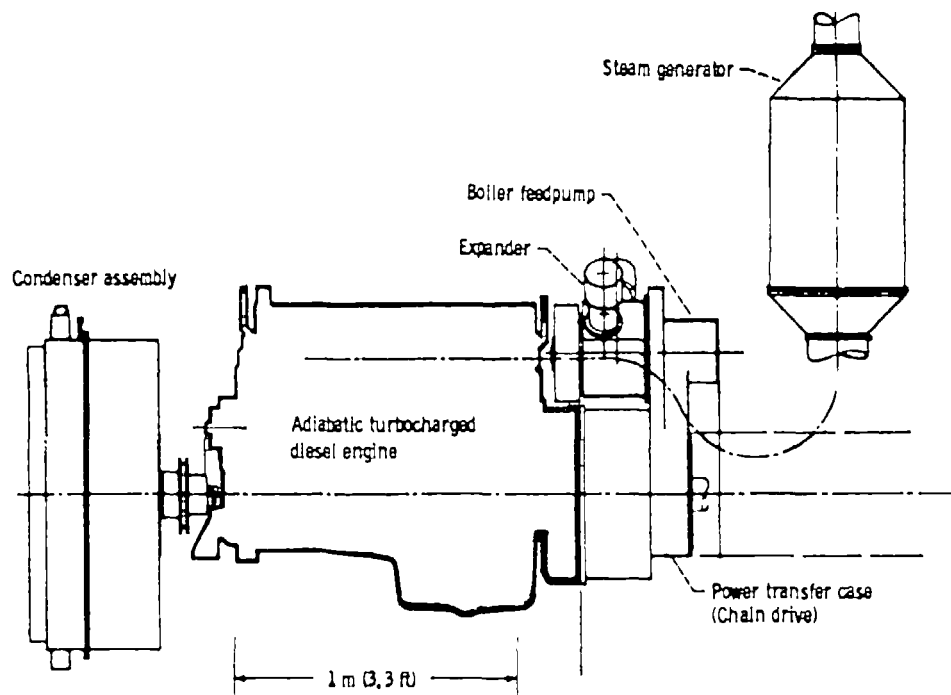 Steam generator
Boiler feedpump
Expander
Condenser assembly
Adiabatic turbocharged
diesel engine
Power transfer case
(Chain drive)
1 m (3.3 ft)